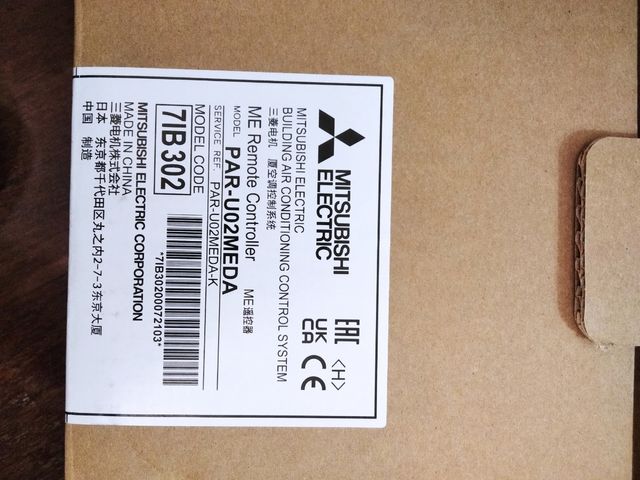 MITSUBISHI
ELECTRIC
EAC
<H>
UK
CA
CE
MITSUBISHI ELECTRIC
BUILDING AIR CONDITIONING CONTROL SYSTEM
三菱电机 厦空调控制系统
ME Remote Controller ME遥控器
MODEL PAR-U02MEDA
SERVICE REF. PAR-U02MEDA-K
MODEL CODE
7IB302
*7IB30200072103*
MITSUBISHI ELECTRIC CORPORATION
MADE IN CHINA
三菱电机株式会社
日本 东京都千代田区丸之内2-7-3东京大厦
中国 制造